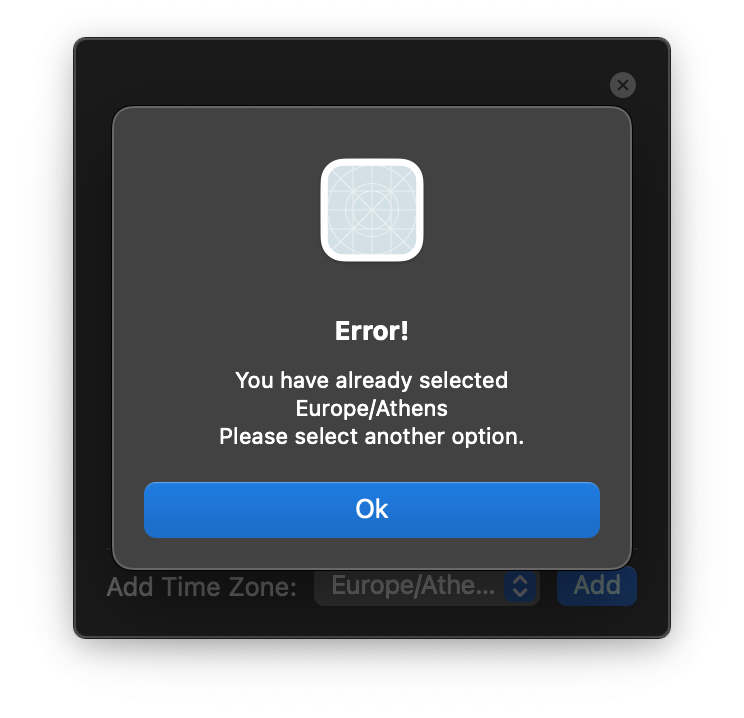 Error!
You have already selected
Europe/Athens
Please select another option.
Ok
Add Time Zone: Europe/Athe... Add